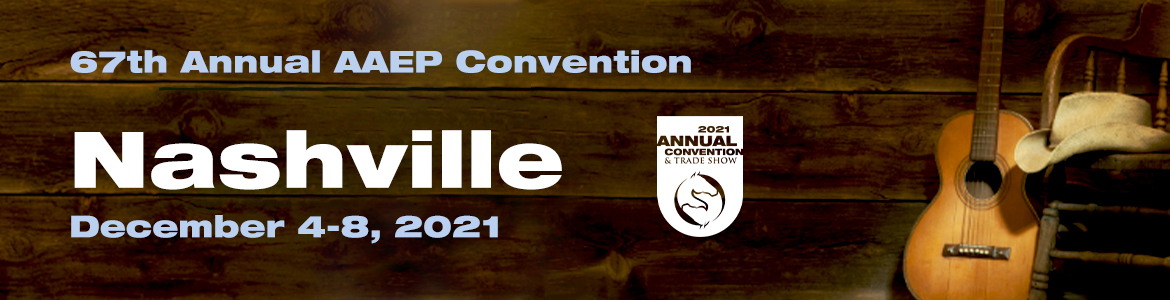 67th Annual AAEP Convention
Nashville
December 4-8, 2021
2021
ANNUAL
CONVENTION
& TRADE SHOW